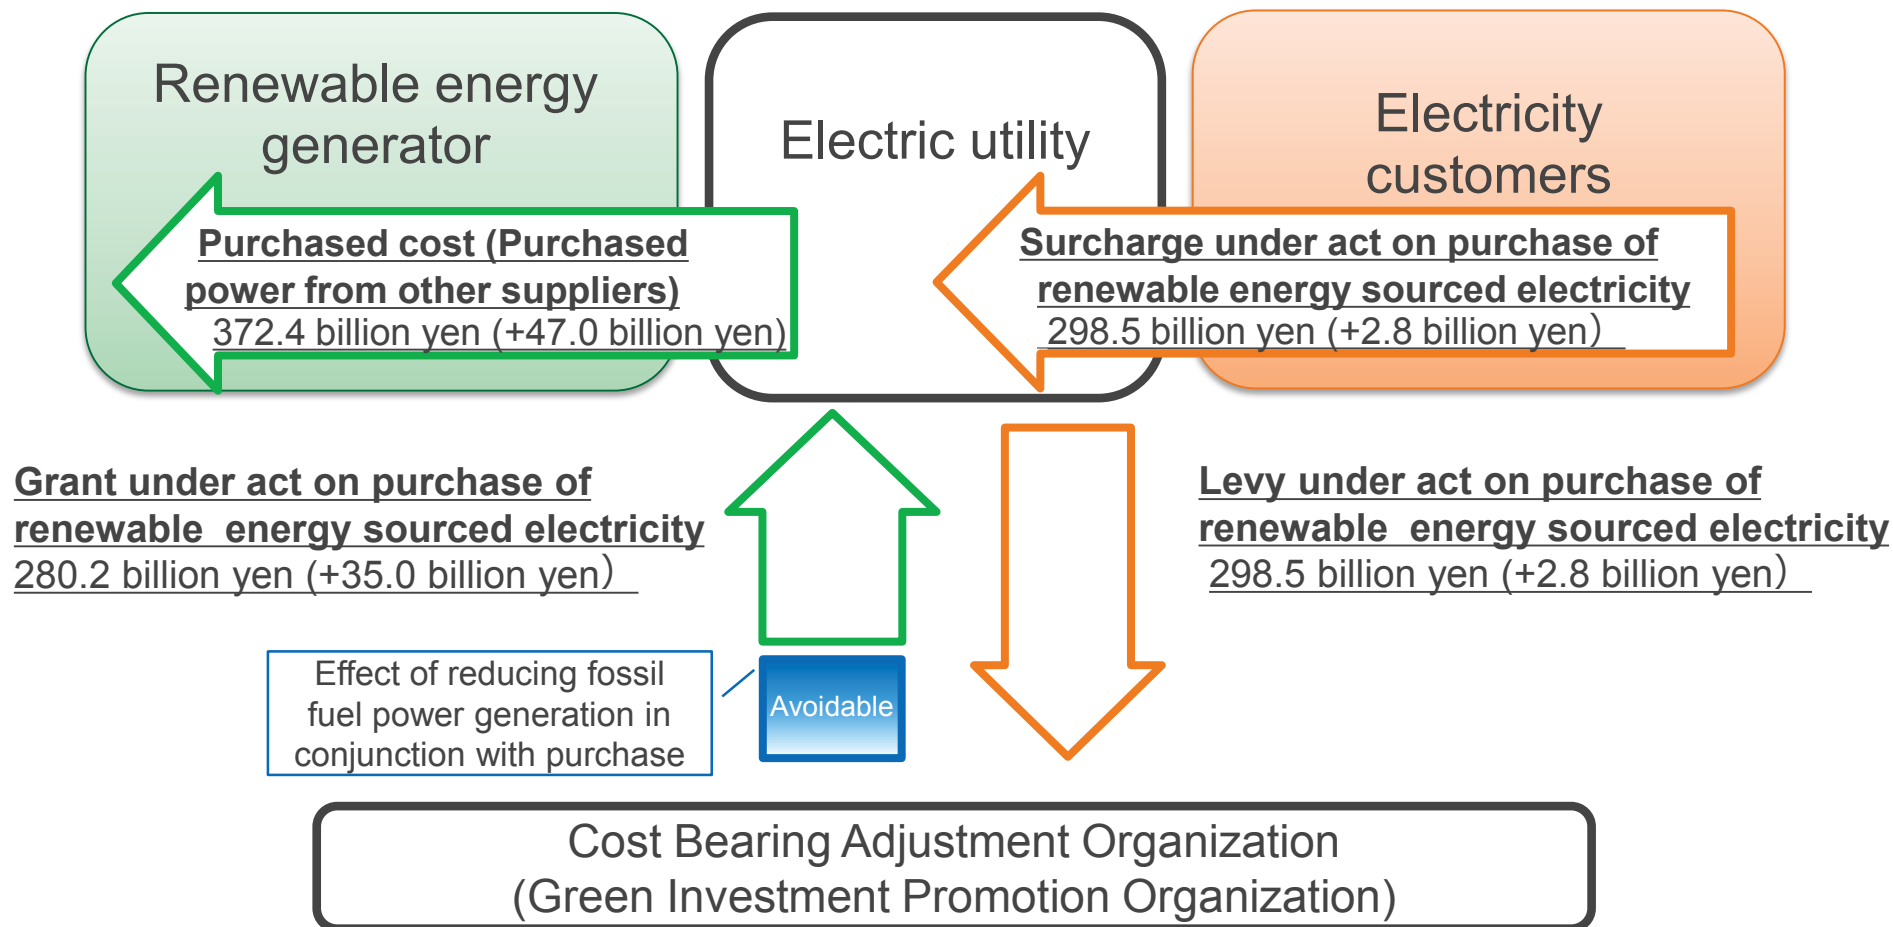 Renewable energy
generator
Electric utility
Electricity
customers
Purchased cost (Purchased
power from other suppliers)
372.4 billion yen (+47.0 billion yen)
Surcharge under act on purchase of
renewable energy sourced electricity
298.5 billion yen (+2.8 billion yen）
Grant under act on purchase of
renewable energy sourced electricity
280.2 billion yen (+35.0 billion yen）
Levy under act on purchase of
renewable energy sourced electricity
298.5 billion yen (+2.8 billion yen）
Effect of reducing fossil
fuel power generation in
conjunction with purchase
Avoidable
Cost Bearing Adjustment Organization
(Green Investment Promotion Organization)